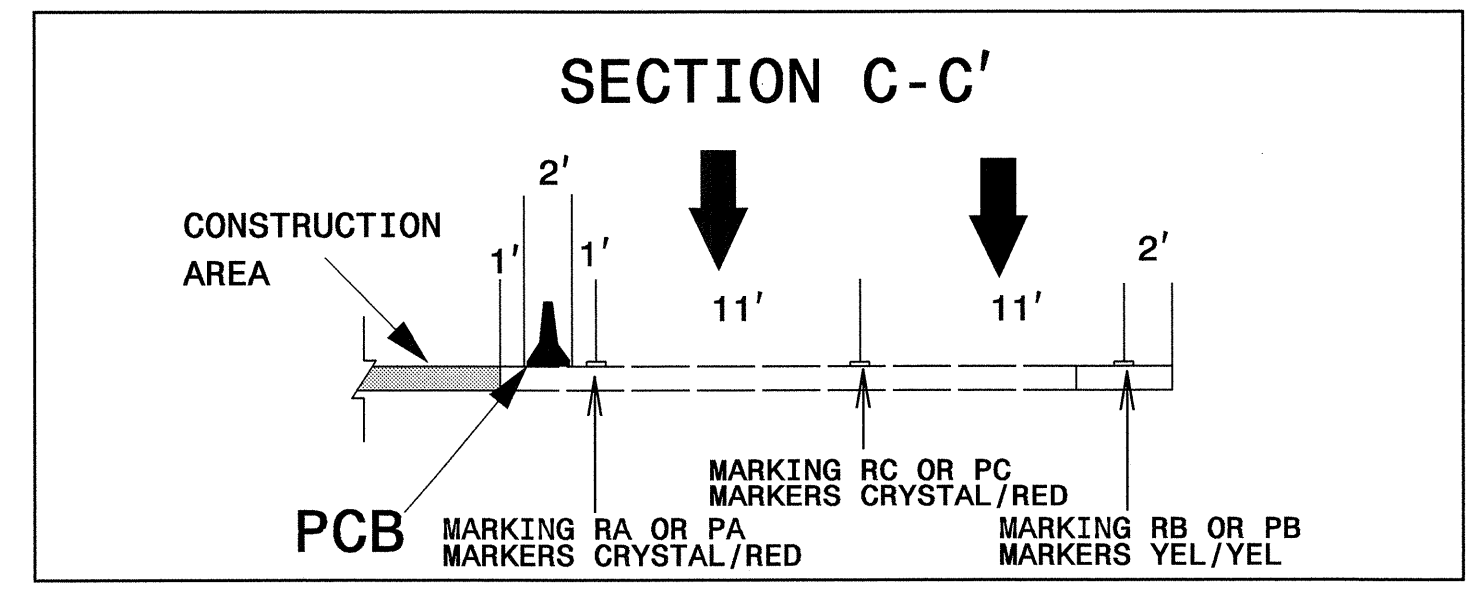 SECTION C-C'
2'
CONSTRUCTION
AREA
1'
1'
2'
11'
11'
PCB
MARKING RA OR PA
MARKERS CRYSTAL/RED
MARKING RC OR PC
MARKERS CRYSTAL/RED
MARKING RB OR PB
MARKERS YEL/YEL